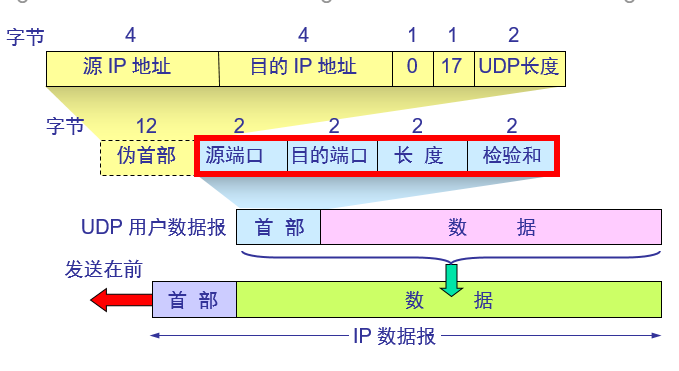 字节 4 4 1 1 2
源 IP 地址 目的 IP 地址 0 17 UDP长度
字节 12 2 2 2 2
伪首部 源端口 目的端口 长 度 检验和
UDP 用户数据报 首 部 数 据
发送在前
首 部 数 据
IP 数据报